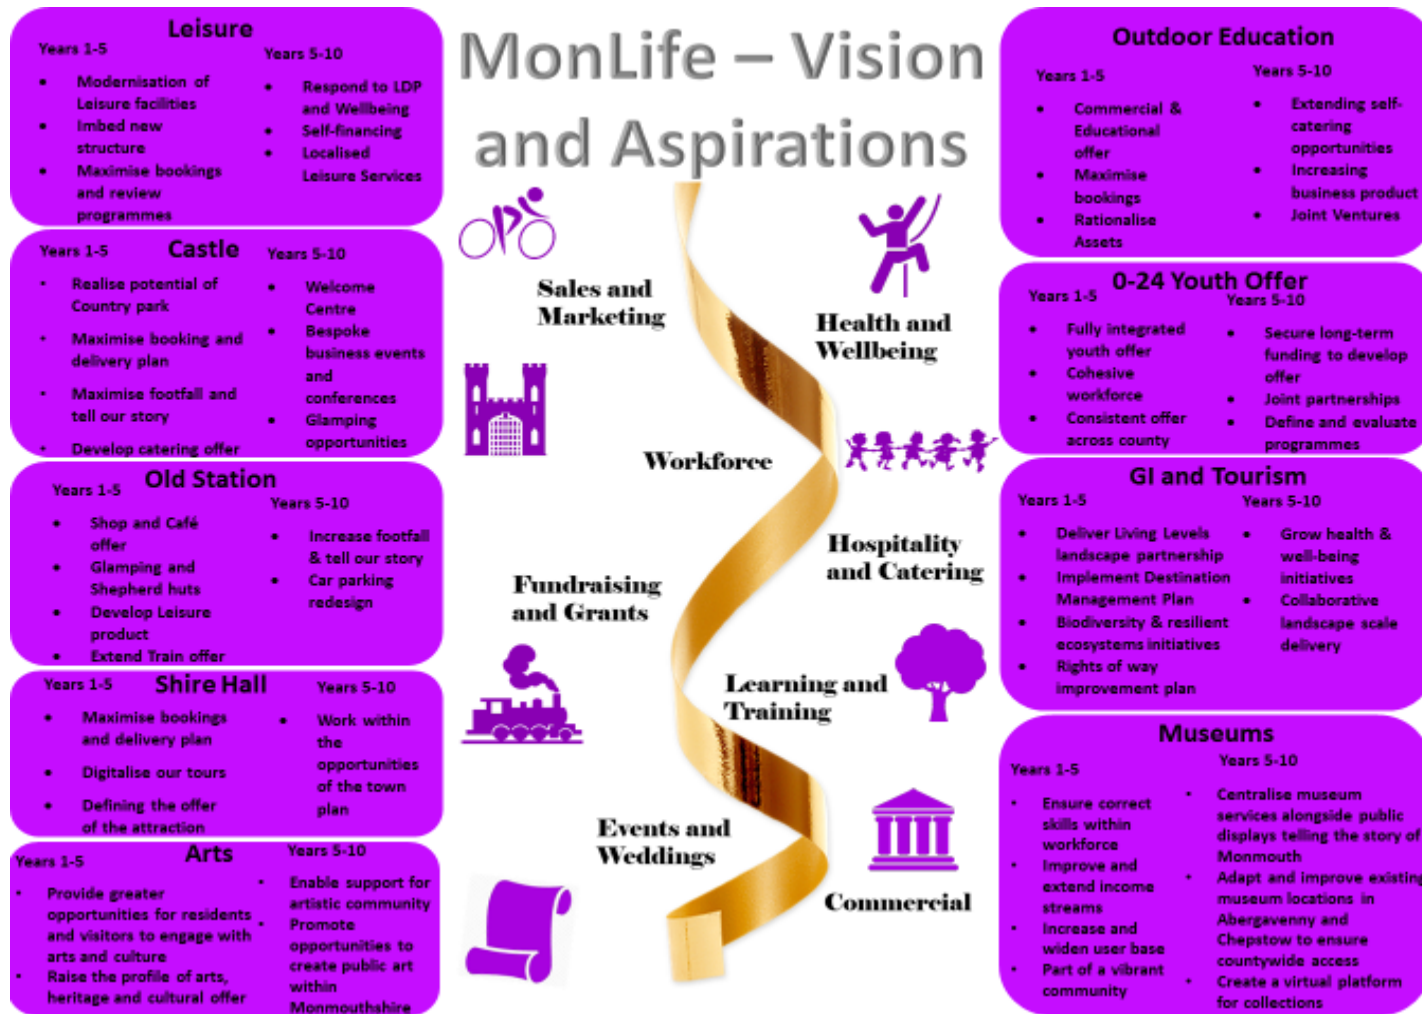 MonLife – Vision
and Aspirations
Leisure
Years 1-5
• Modernisation of
Leisure facilities
• Imbed new
structure
• Maximise bookings
and review
programmes
Years 5-10
• Respond to LDP
and Wellbeing
• Self-financing
• Localised
Leisure Services
Castle
Years 1-5
• Realise potential of
Country park
• Maximise booking and
delivery plan
• Maximise footfall and
tell our story
• Develop catering offer
Years 5-10
• Welcome
Centre
• Bespoke
business events
and
conferences
• Glamping
opportunities
Old Station
Years 1-5
• Shop and Café
offer
• Glamping and
Shepherd huts
• Develop Leisure
product
• Extend Train offer
Years 5-10
• Increase footfall
& tell our story
• Car parking
redesign
Shire Hall
Years 1-5
• Maximise bookings
and delivery plan
• Digitalise our tours
• Defining the offer
of the attraction
Years 5-10
• Work within
the
opportunities
of the town
plan
Arts
Years 1-5
• Provide greater
opportunities for residents
and visitors to engage with
arts and culture
• Raise the profile of arts,
heritage and cultural offer
Years 5-10
• Enable support for
artistic community
• Promote
opportunities to
create public art
within
Monmouthshire
Sales and
Marketing
Health and
Wellbeing
Workforce
Hospitality
and Catering
Fundraising
and Grants
Learning and
Training
Events and
Weddings
Commercial
Outdoor Education
Years 1-5
• Commercial &
Educational
offer
• Maximise
bookings
• Rationalise
Assets
Years 5-10
• Extending self-
catering
opportunities
• Increasing
business product
• Joint Ventures
0-24 Youth Offer
Years 1-5
• Fully integrated
youth offer
• Cohesive
workforce
• Consistent offer
across county
Years 5-10
• Secure long-term
funding to develop
offer
• Joint partnerships
• Define and evaluate
programmes
GI and Tourism
Years 1-5
• Deliver Living Levels
landscape partnership
• Implement Destination
Management Plan
• Biodiversity & resilient
ecosystems initiatives
• Rights of way
improvement plan
Years 5-10
• Grow health &
well-being
initiatives
• Collaborative
landscape scale
delivery
Museums
Years 1-5
• Ensure correct
skills within
workforce
• Improve and
extend income
streams
• Increase and
widen user base
• Part of a vibrant
community
Years 5-10
• Centralise museum
services alongside public
displays telling the story of
Monmouth
• Adapt and improve existing
museum locations in
Abergavenny and
Chepstow to ensure
countywide access
• Create a virtual platform
for collections